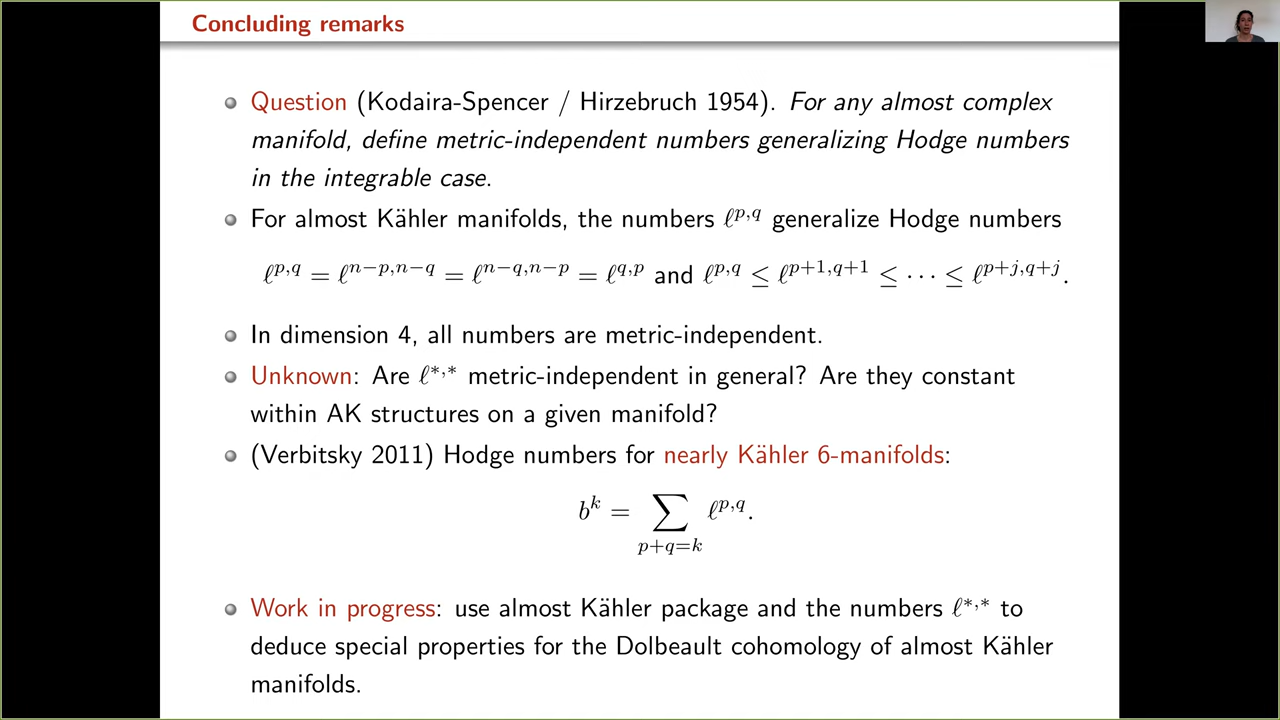 Concluding remarks
Question (Kodaira-Spencer / Hirzebruch 1954). For any almost complex
manifold, define metric-independent numbers generalizing Hodge numbers
in the integrable case.
For almost Kähler manifolds, the numbers ℓ^{p,q} generalize Hodge numbers
ℓ^{p,q} = ℓ^{n−p,n−q} = ℓ^{n−q,n−p} = ℓ^{q,p} and ℓ^{p,q} ≤ ℓ^{p+1,q+1} ≤ ··· ≤ ℓ^{p+j,q+j}.
In dimension 4, all numbers are metric-independent.
Unknown: Are ℓ^{*,*} metric-independent in general? Are they constant
within AK structures on a given manifold?
(Verbitsky 2011) Hodge numbers for nearly Kähler 6-manifolds:
b^k = ∑_{p+q=k} ℓ^{p,q}.
Work in progress: use almost Kähler package and the numbers ℓ^{*,*} to
deduce special properties for the Dolbeault cohomology of almost Kähler
manifolds.